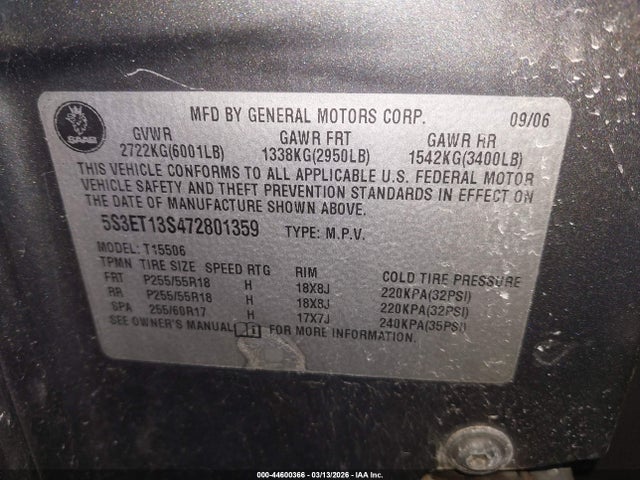 SAAB
MFD BY GENERAL MOTORS CORP. 09/06
GVWR GAWR FRT GAWR RR
2722KG(6001LB) 1338KG(2950LB) 1542KG(3400LB)
THIS VEHICLE CONFORMS TO ALL APPLICABLE U.S. FEDERAL MOTOR
VEHICLE SAFETY AND THEFT PREVENTION STANDARDS IN EFFECT ON
THE DATE OF MANUFACTURE SHOWN ABOVE.
5S3ET13S472801359 TYPE: M.P.V.
MODEL: T15506
TPMN TIRE SIZE SPEED RTG RIM COLD TIRE PRESSURE
FRT P255/55R18 H 18X8J 220KPA(32PSI)
RR P255/55R18 H 18X8J 220KPA(32PSI)
SPA 255/60R17 H 17X7J 240KPA(35PSI)
SEE OWNER'S MANUAL FOR MORE INFORMATION.
000-44600366 - 03/13/2026 - IAA Inc.